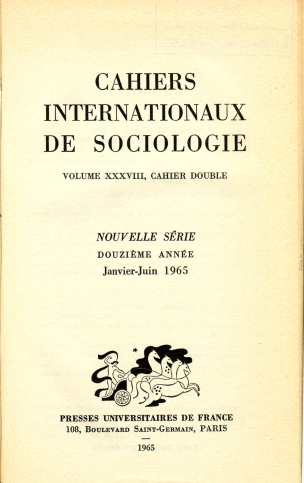 CAHIERS
INTERNATIONAUX
DE SOCIOLOGIE
VOLUME XXXVIII, CAHIER DOUBLE
NOUVELLE SÉRIE
DOUZIÈME ANNÉE
Janvier-Juin 1965
PRESSES UNIVERSITAIRES DE FRANCE
108, BOULEVARD SAINT-GERMAIN, PARIS
—
1965